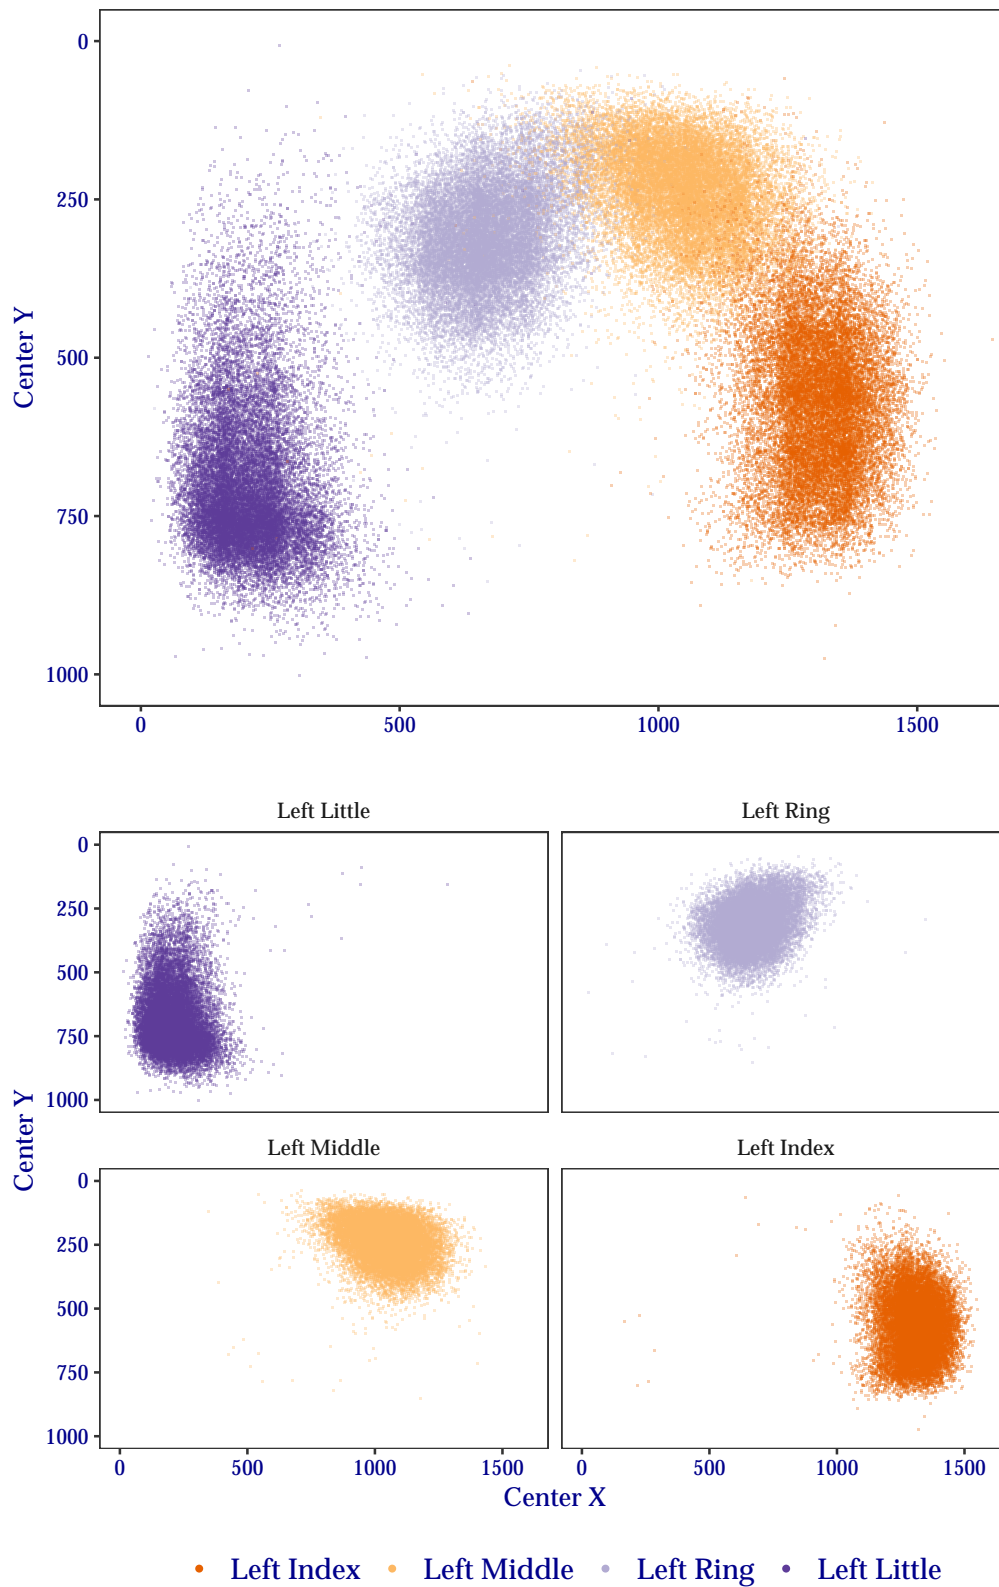 0
250
500
750
1000
Center Y
0 500 1000 1500
Left Little Left Ring
0
250
500
750
1000
Center Y
Left Middle Left Index
0
250
500
750
1000
0 500 1000 1500 0 500 1000 1500
Center X
Left Index Left Middle Left Ring Left Little